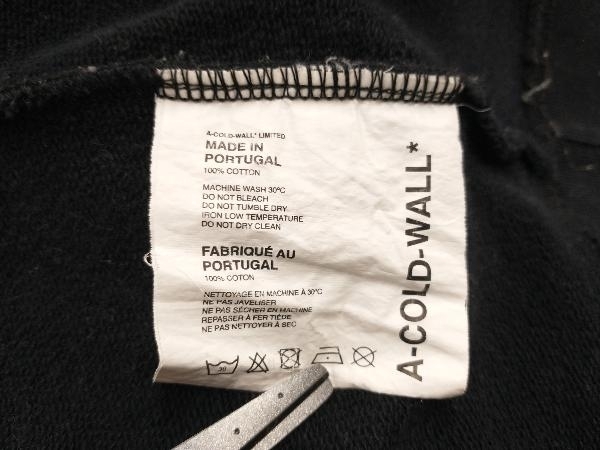 A-COLD-WALL* LIMITED
MADE IN
PORTUGAL
100% COTTON
MACHINE WASH 30°C
DO NOT BLEACH
DO NOT TUMBLE DRY
IRON LOW TEMPERATURE
DO NOT DRY CLEAN
FABRIQUÉ AU
PORTUGAL
100% COTON
NETTOYAGE EN MACHINE À 30°C
NE PAS JAVELISER
NE PAS SÉCHER EN MACHINE
REPASSER À FER TIÈDE
NE PAS NETTOYER À SEC
30
A-COLD-WALL*